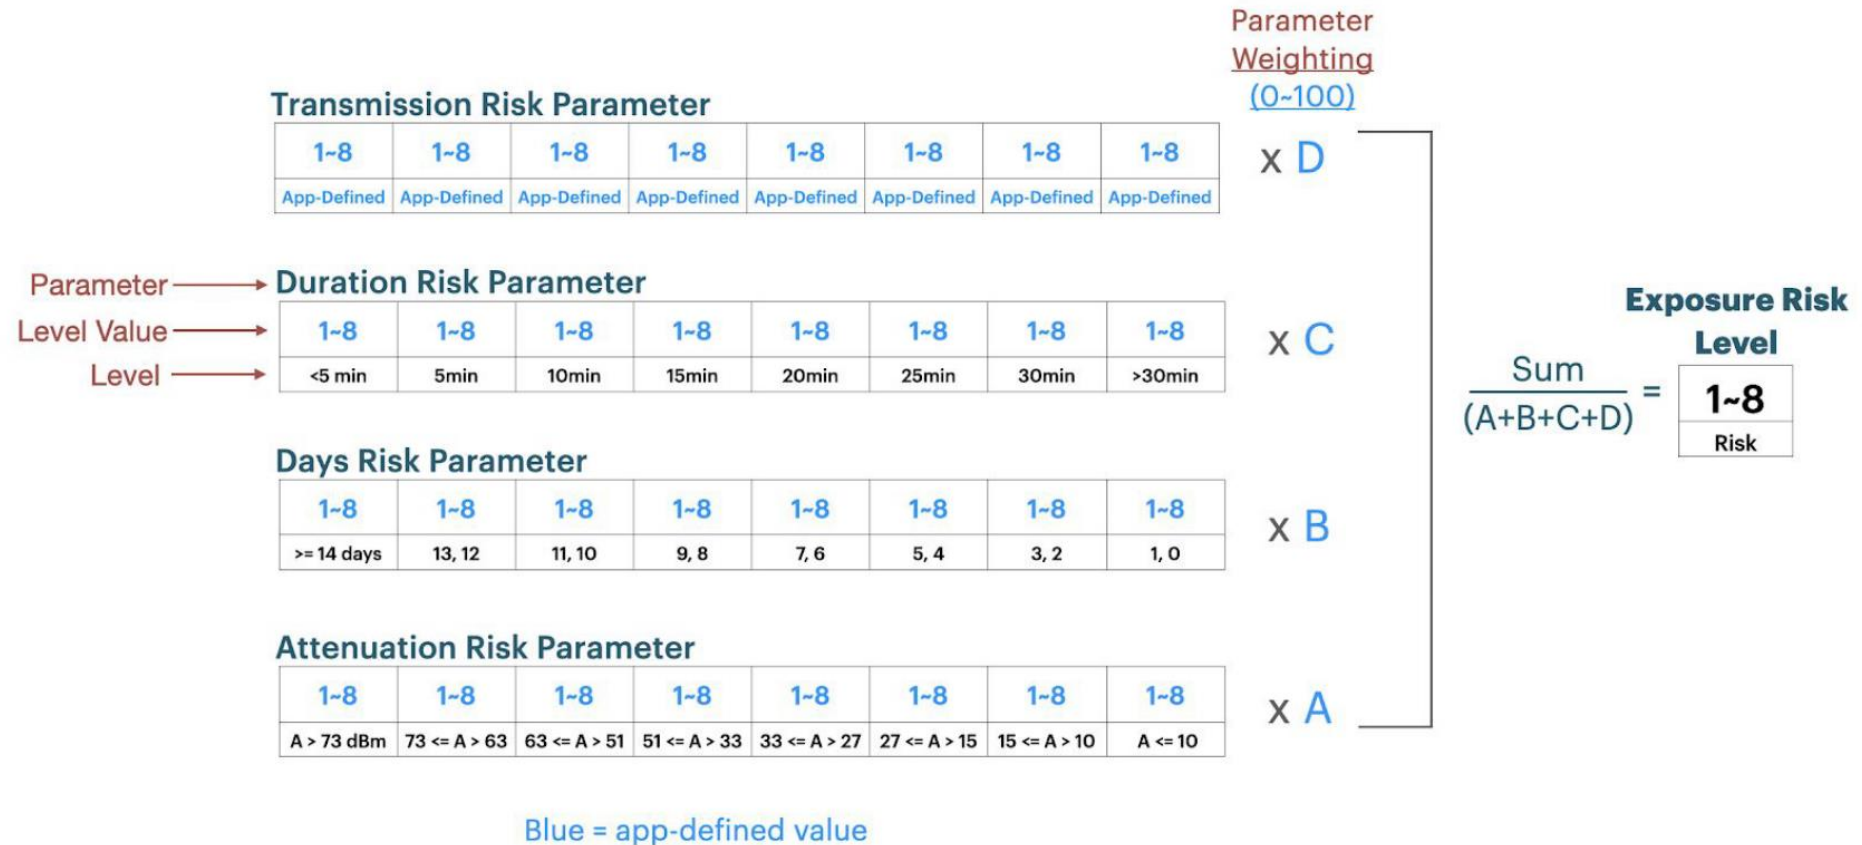 Parameter
Weighting
(0~100)
Transmission Risk Parameter
1~8 1~8 1~8 1~8 1~8 1~8 1~8 1~8
App-Defined App-Defined App-Defined App-Defined App-Defined App-Defined App-Defined App-Defined
x D
Parameter
Duration Risk Parameter
Level Value
1~8 1~8 1~8 1~8 1~8 1~8 1~8 1~8
Level
<5 min 5min 10min 15min 20min 25min 30min >30min
x C
Days Risk Parameter
1~8 1~8 1~8 1~8 1~8 1~8 1~8 1~8
>= 14 days 13, 12 11, 10 9, 8 7, 6 5, 4 3, 2 1, 0
x B
Attenuation Risk Parameter
1~8 1~8 1~8 1~8 1~8 1~8 1~8 1~8
A > 73 dBm 73 <= A > 63 63 <= A > 51 51 <= A > 33 33 <= A > 27 27 <= A > 15 15 <= A > 10 A <= 10
x A
Sum
(A+B+C+D)
=
Exposure Risk
Level
1~8
Risk
Blue = app-defined value